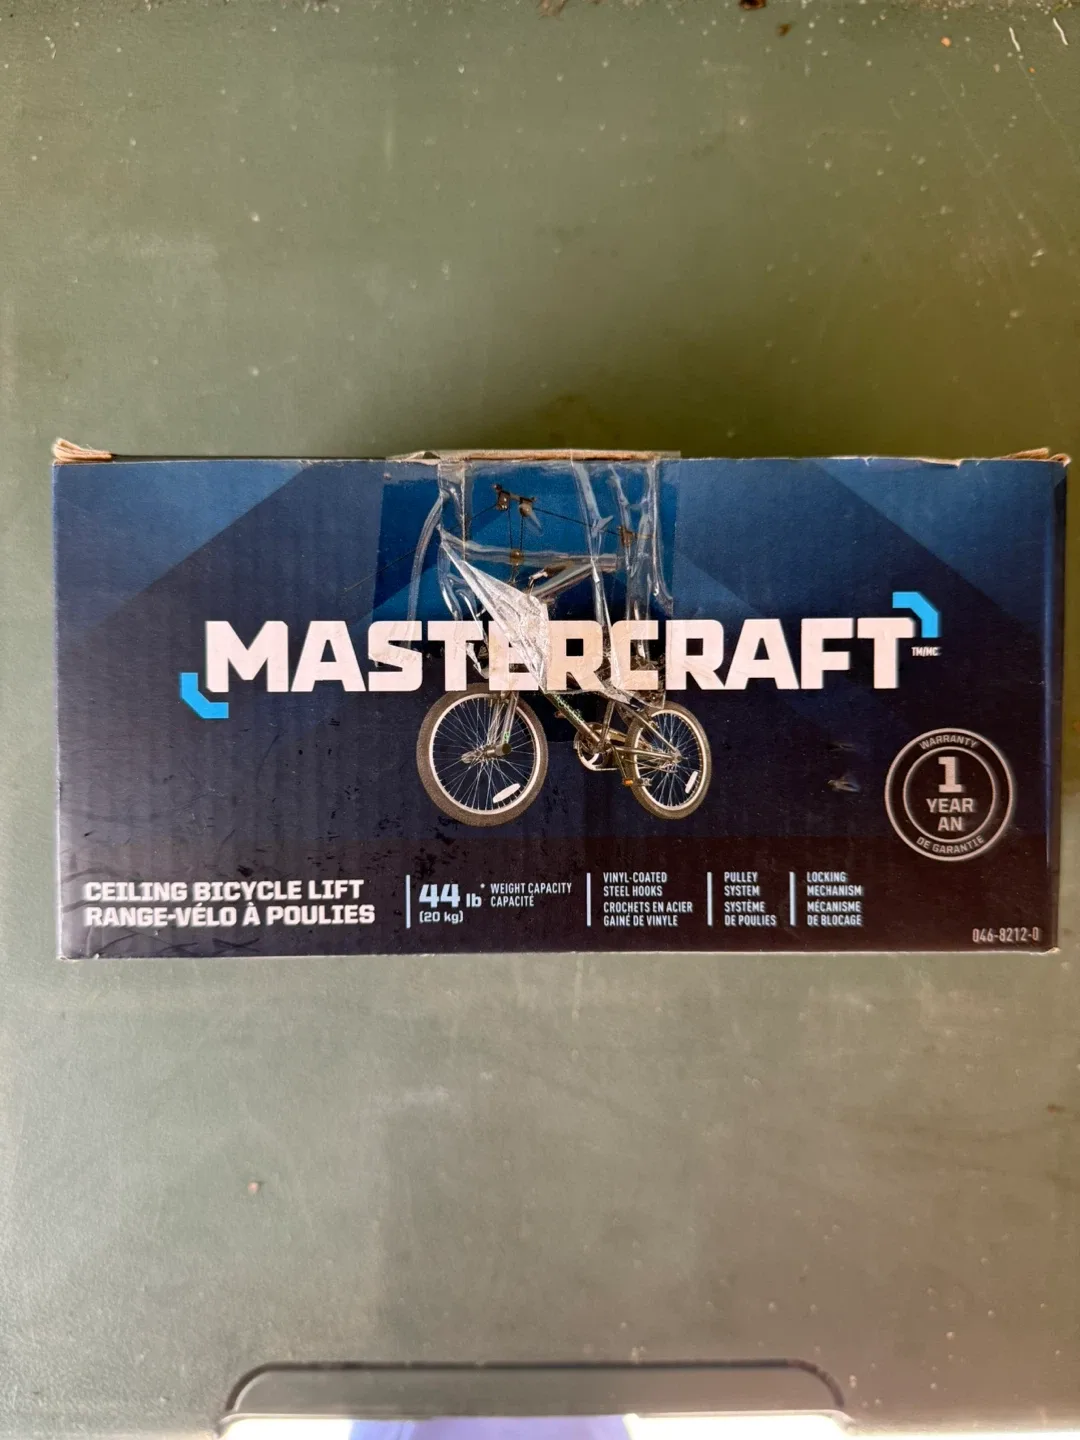 MASTERCRAFT
TM/MC
WARRANTY
1
YEAR
AN
DE GARANTIE
CEILING BICYCLE LIFT
RANGE-VÉLO À POULIES
44 lb*
(20 kg)
WEIGHT CAPACITY
CAPACITÉ
VINYL-COATED
STEEL HOOKS
CROCHETS EN ACIER
GAINÉ DE VINYLE
PULLEY
SYSTEM
SYSTÈME
DE POULIES
LOCKING
MECHANISM
MÉCANISME
DE BLOCAGE
046-8212-0